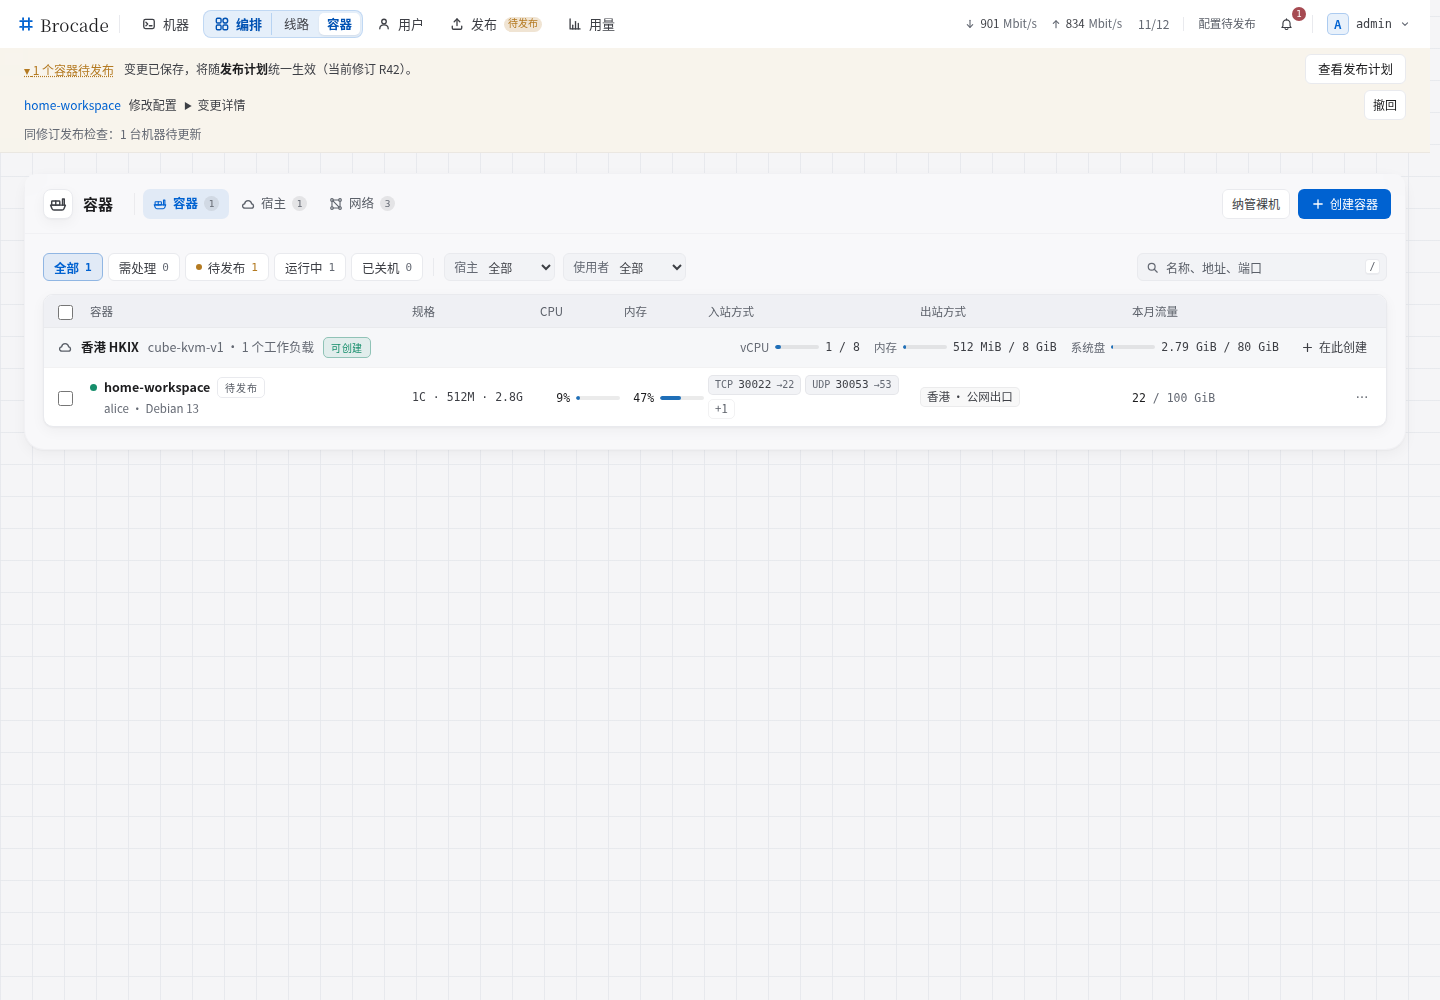 Brocade 机器 编排 线路 容器 用户 发布 待发布 用量 ↓ 901 Mbit/s ↑ 834 Mbit/s 11/12 配置待发布 1 A admin
▾ 1 个容器待发布 变更已保存，将随发布计划统一生效（当前修订 R42）。 查看发布计划
home-workspace 修改配置 ▶ 变更详情 撤回
同修订发布检查：1 台机器待更新
容器 容器 1 宿主 1 网络 3 纳管裸机 + 创建容器
全部 1 需处理 0 待发布 1 运行中 1 已关机 0 宿主 全部 使用者 全部 名称、地址、端口 /
容器 规格 CPU 内存 入站方式 出站方式 本月流量
香港 HKIX cube-kvm-v1 · 1 个工作负载 可创建 vCPU 1 / 8 内存 512 MiB / 8 GiB 系统盘 2.79 GiB / 80 GiB + 在此创建
home-workspace 待发布 1C · 512M · 2.8G 9% 47% TCP 30022 →22 UDP 30053 →53 香港 · 公网出口 22 / 100 GiB ···
alice · Debian 13 +1